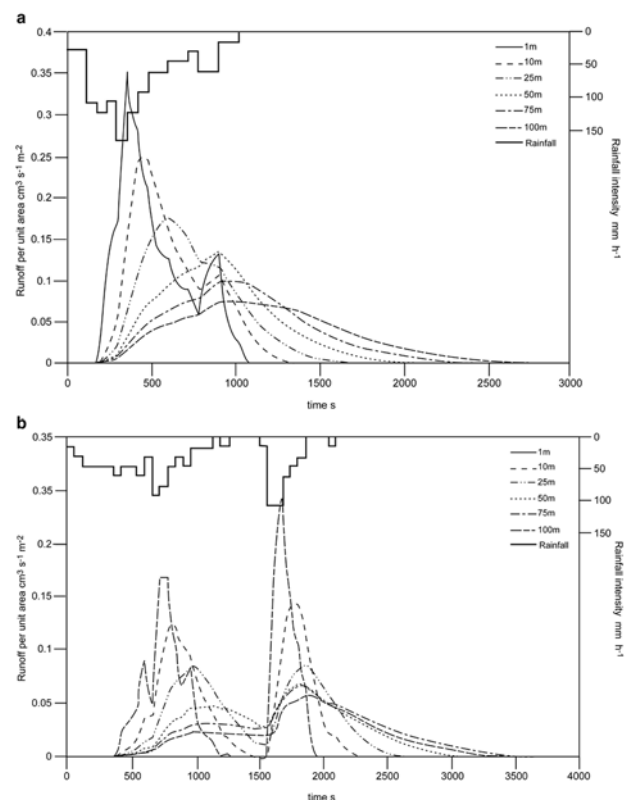 a
0.4
0.35
0.3
0.25
0.2
0.15
0.1
0.05
0
Runoff per unit area cm³ s⁻¹ m⁻²
0
50
100
150
Rainfall intensity mm h⁻¹
1m
10m
25m
50m
75m
100m
Rainfall
0
500
1000
1500
2000
2500
3000
time s
b
0.35
0.35
0.2
0.15
0.1
0.05
0
Runoff per unit area cm³ s⁻¹ m⁻²
0
50
100
150
Rainfall intensity mm h⁻¹
1m
10m
25m
50m
75m
100m
Rainfall
0
500
1000
1500
2000
2500
3000
3500
4000
time s